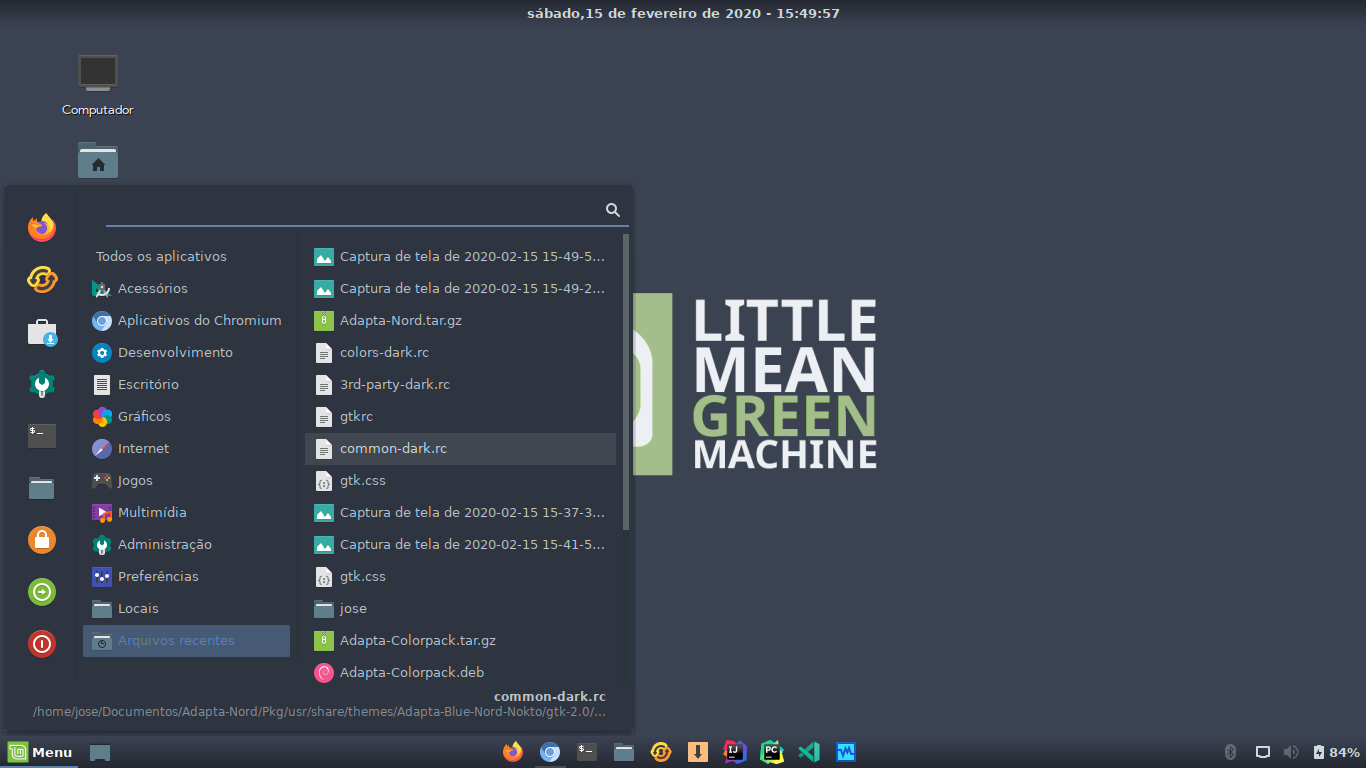 sábado,15 de fevereiro de 2020 - 15:49:57
Computador
Todos os aplicativos
Acessórios
Aplicativos do Chromium
Desenvolvimento
Escritório
Gráficos
Internet
Jogos
Multimídia
Administração
Preferências
Locais
Arquivos recentes
Captura de tela de 2020-02-15 15-49-5...
Captura de tela de 2020-02-15 15-49-2...
Adapta-Nord.tar.gz
colors-dark.rc
3rd-party-dark.rc
gtkrc
common-dark.rc
gtk.css
Captura de tela de 2020-02-15 15-37-3...
Captura de tela de 2020-02-15 15-41-5...
gtk.css
jose
Adapta-Colorpack.tar.gz
Adapta-Colorpack.deb
common-dark.rc
/home/jose/Documentos/Adapta-Nord/Pkg/usr/share/themes/Adapta-Blue-Nord-Nokto/gtk-2.0/...
LITTLE
MEAN
GREEN
MACHINE
Menu
IJ
PC
84%